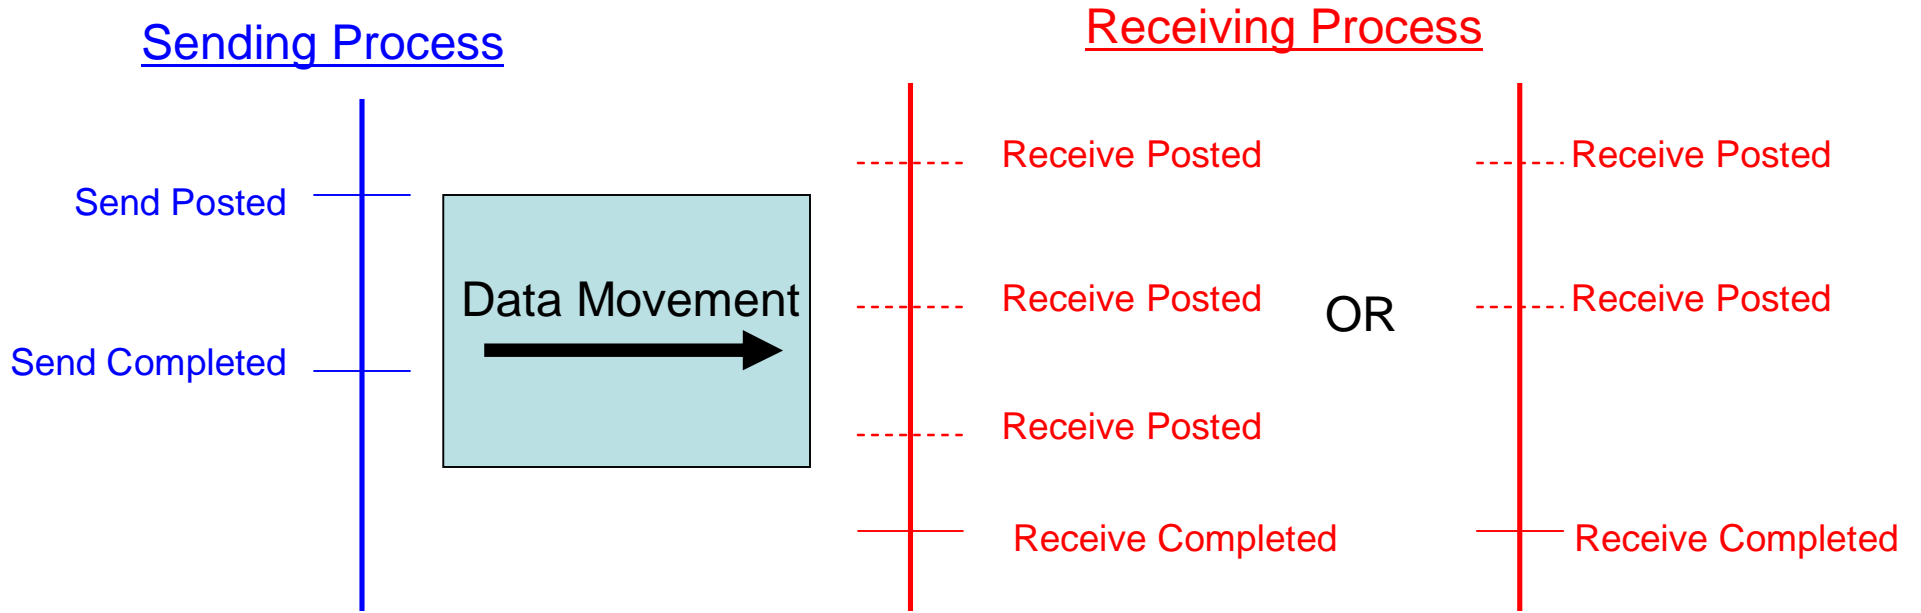 Sending Process
Receiving Process
Send Posted
Send Completed
Data Movement
Receive Posted
Receive Posted
Receive Posted
Receive Completed
OR
Receive Posted
Receive Posted
Receive Completed